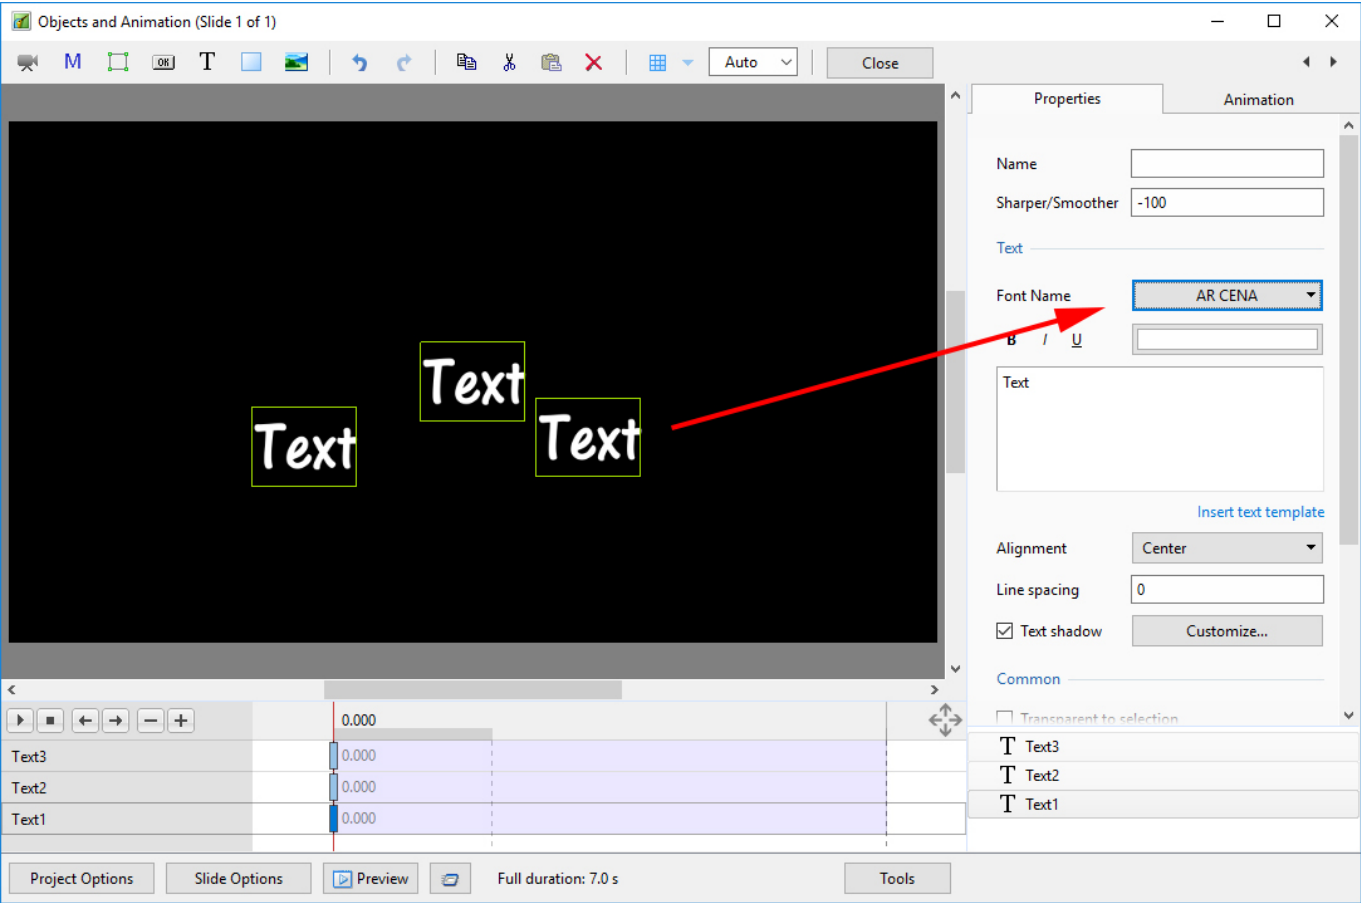 Objects and Animation (Slide 1 of 1)
M OK T Auto Close
Properties Animation
Name
Sharper/Smoother -100
Text
Font Name AR CENA
B I U
Text
Insert text template
Alignment Center
Line spacing 0
Text shadow Customize...
Common
Transparent to selection
Text
Text
Text
0.000
Text3 0.000
Text2 0.000
Text1 0.000
T Text3
T Text2
T Text1
Project Options Slide Options Preview Full duration: 7.0 s Tools